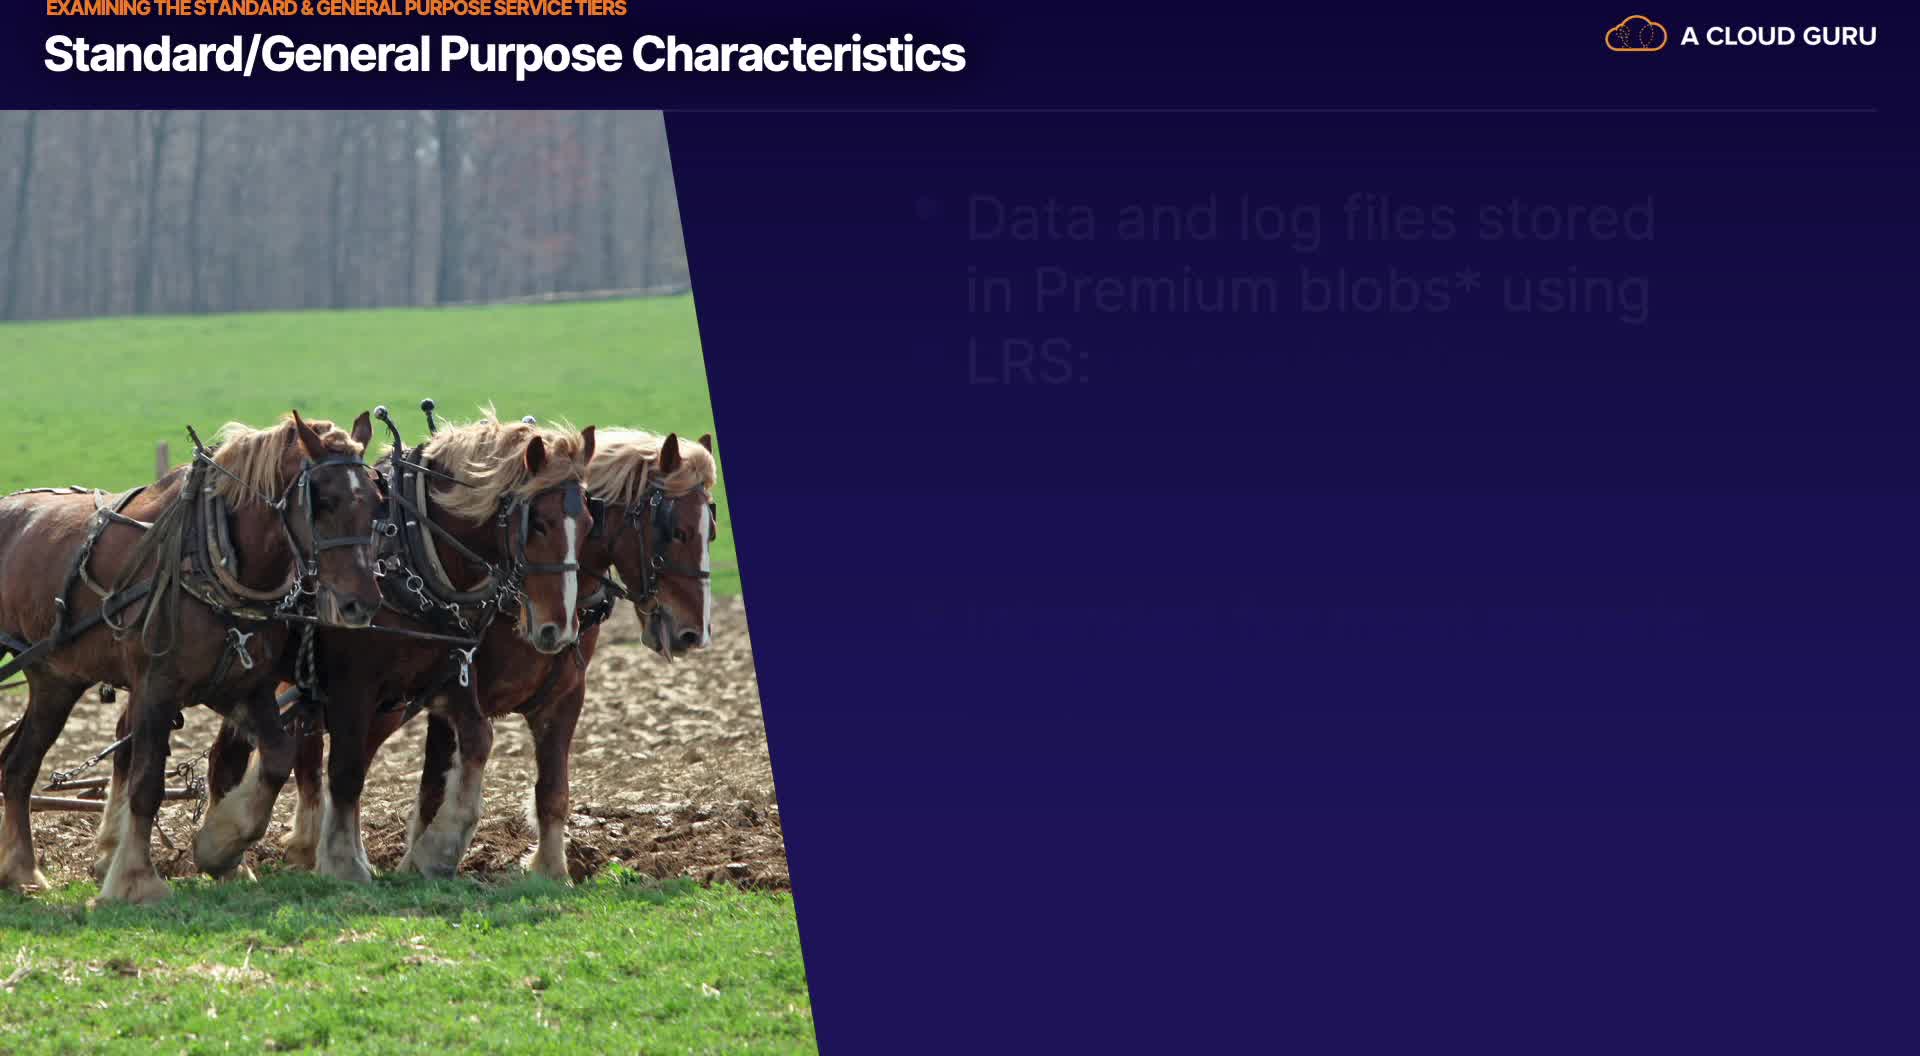 EXAMINING THE STANDARD & GENERAL PURPOSE SERVICE TIERS
Standard/General Purpose Characteristics
A CLOUD GURU
Data and log files stored
in Premium blobs* using
LRS: